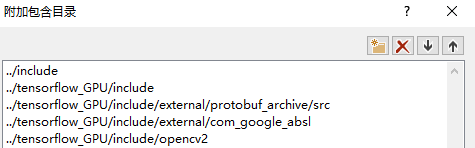 附加包含目录
../include
../tensorflow_GPU/include
../tensorflow_GPU/include/external/protobuf_archive/src
../tensorflow_GPU/include/external/com_google_absl
../tensorflow_GPU/include/opencv2